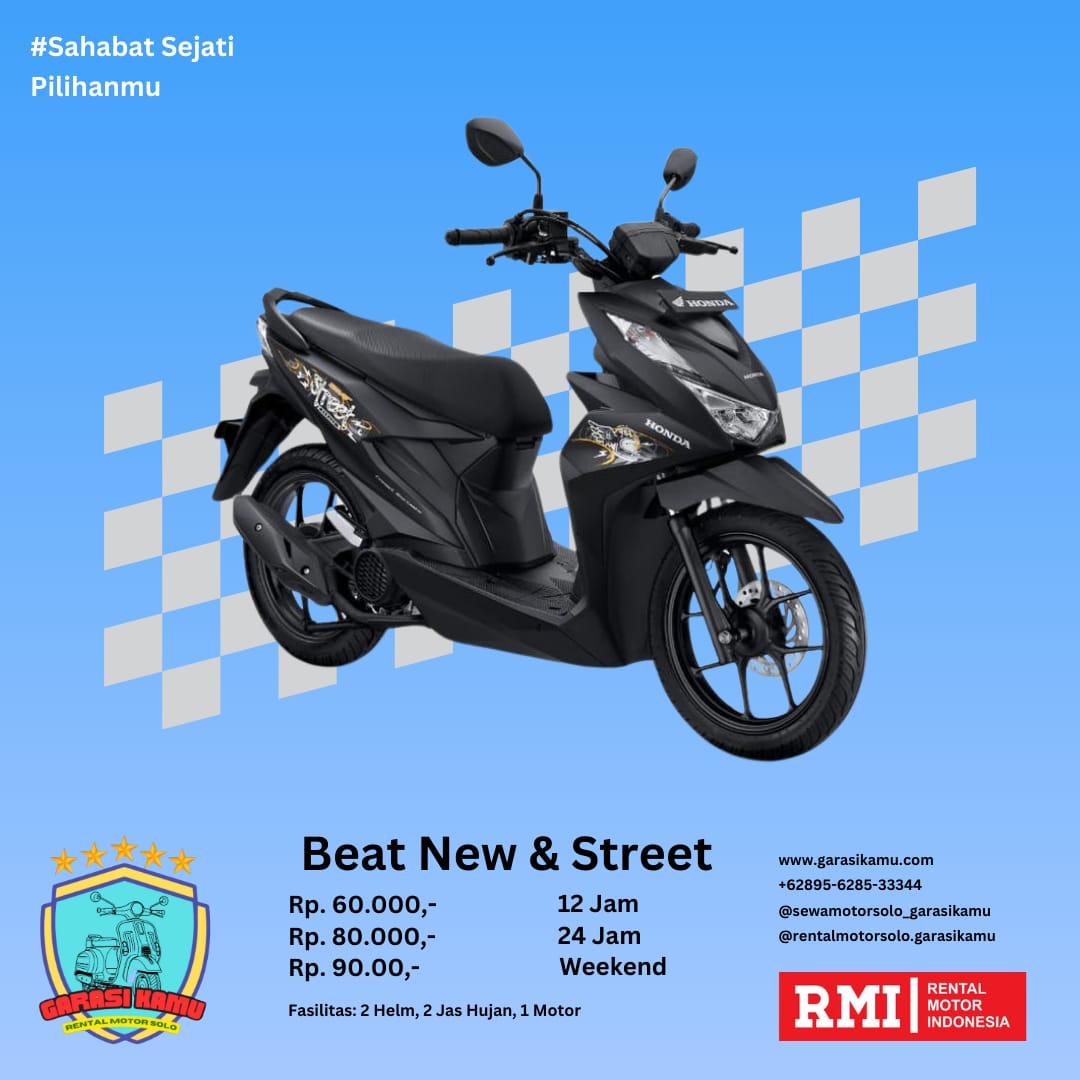 #Sahabat Sejati
Pilihanmu
HONDA
HONDA
HONDA
Street
Beat New & Street
Rp. 60.000,- 12 Jam
Rp. 80.000,- 24 Jam
Rp. 90.00,- Weekend
Fasilitas: 2 Helm, 2 Jas Hujan, 1 Motor
GARASI KAMU
RENTAL MOTOR SOLO
www.garasikamu.com
+62895-6285-33344
@sewamotorsolo_garasikamu
@rentalmotorsolo.garasikamu
RMI
RENTAL
MOTOR
INDONESIA